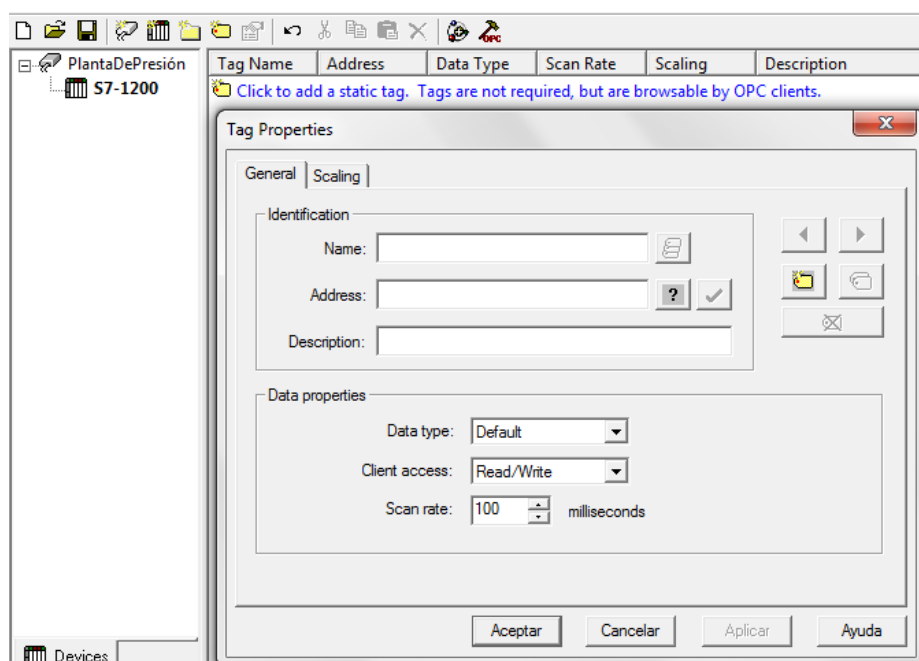 OPC
PlantaDePresión
S7-1200
Tag Name Address Data Type Scan Rate Scaling Description
Click to add a static tag. Tags are not required, but are browsable by OPC clients.
Tag Properties
General Scaling
Identification
Name:
Address: ?
Description:
Data properties
Data type: Default
Client access: Read/Write
Scan rate: 100 milliseconds
Aceptar Cancelar Aplicar Ayuda
Devices